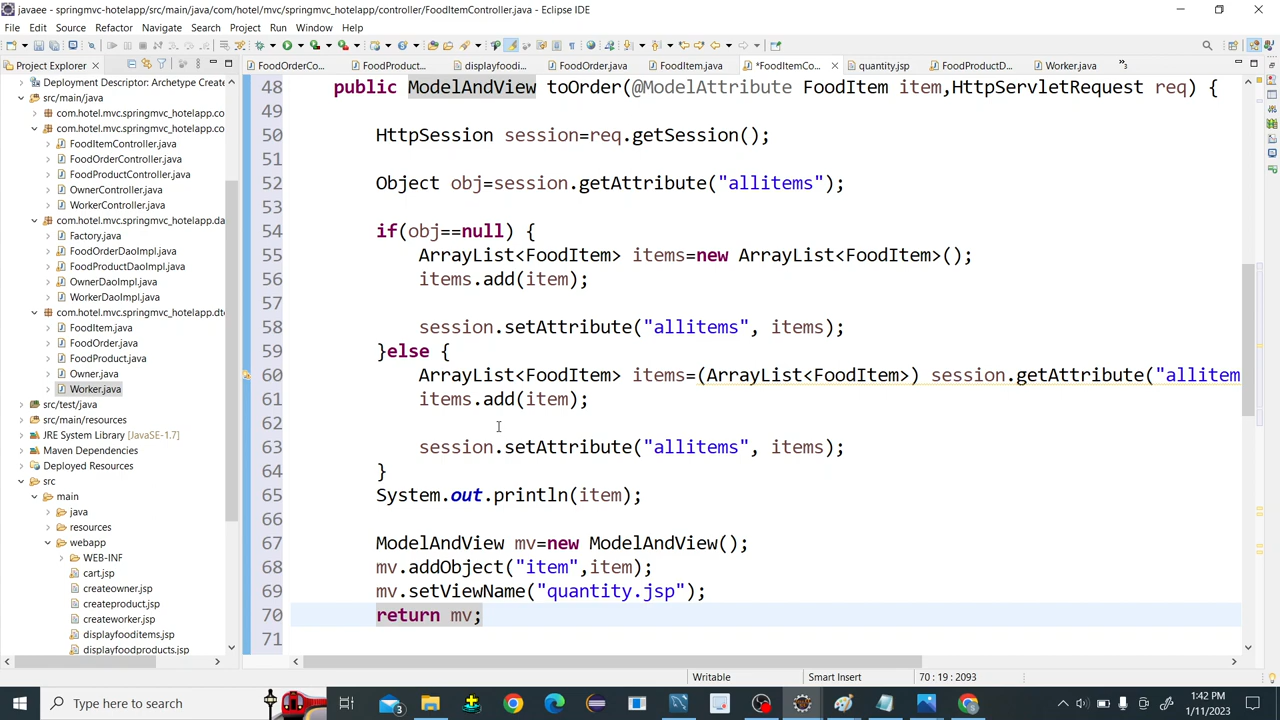 javaee - springmvc-hotelapp/src/main/java/com/hotel/mvc/springmvc_hotelapp/controller/FoodItemController.java - Eclipse IDE
File Edit Source Refactor Navigate Search Project Run Window Help
Project Explorer
FoodOrderCo...
FoodProduct...
displayfoodi...
FoodOrder.java
FoodItem.java
*FoodItemCo...
quantity.jsp
FoodProductD...
Worker.java
Deployment Descriptor: Archetype Create
src/main/java
com.hotel.mvc.springmvc_hotelapp.co
com.hotel.mvc.springmvc_hotelapp.co
FoodItemController.java
FoodOrderController.java
FoodProductController.java
OwnerController.java
WorkerController.java
com.hotel.mvc.springmvc_hotelapp.da
Factory.java
FoodOrderDaoImpl.java
FoodProductDaoImpl.java
OwnerDaoImpl.java
WorkerDaoImpl.java
com.hotel.mvc.springmvc_hotelapp.dt
FoodItem.java
FoodOrder.java
FoodProduct.java
Owner.java
Worker.java
src/test/java
src/main/resources
JRE System Library [JavaSE-1.7]
Maven Dependencies
Deployed Resources
src
main
java
resources
webapp
WEB-INF
cart.jsp
createowner.jsp
createproduct.jsp
createworker.jsp
displayfooditems.jsp
displayfoodproducts.jsp
48 public ModelAndView toOrder(@ModelAttribute FoodItem item,HttpServletRequest req) {
49
50 HttpSession session=req.getSession();
51
52 Object obj=session.getAttribute("allitems");
53
54 if(obj==null) {
55 ArrayList<FoodItem> items=new ArrayList<FoodItem>();
56 items.add(item);
57
58 session.setAttribute("allitems", items);
59 }else {
60 ArrayList<FoodItem> items=(ArrayList<FoodItem>) session.getAttribute("allitem
61 items.add(item);
62
63 session.setAttribute("allitems", items);
64 }
65 System.out.println(item);
66
67 ModelAndView mv=new ModelAndView();
68 mv.addObject("item",item);
69 mv.setViewName("quantity.jsp");
70 return mv;
71
Writable Smart Insert 70 : 19 : 2093
Type here to search
1:42 PM
1/11/2023